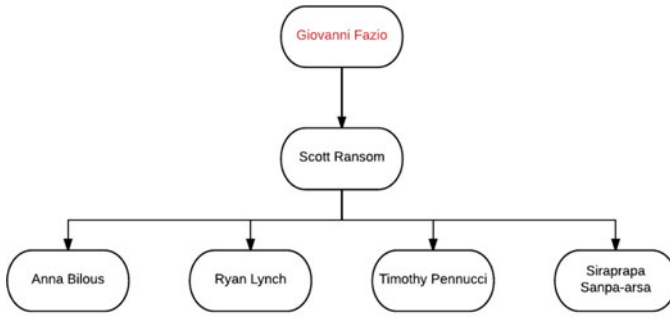 Giovanni Fazio
Scott Ransom
Anna Bilous
Ryan Lynch
Timothy Pennucci
Siraprapa
Sanpa-arsa